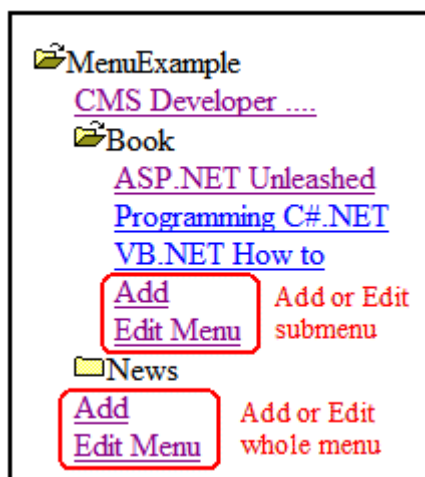 MenuExample
CMS Developer ....
Book
ASP.NET Unleashed
Programming C#.NET
VB.NET How to
Add
Edit Menu
Add or Edit
submenu
News
Add
Edit Menu
Add or Edit
whole menu